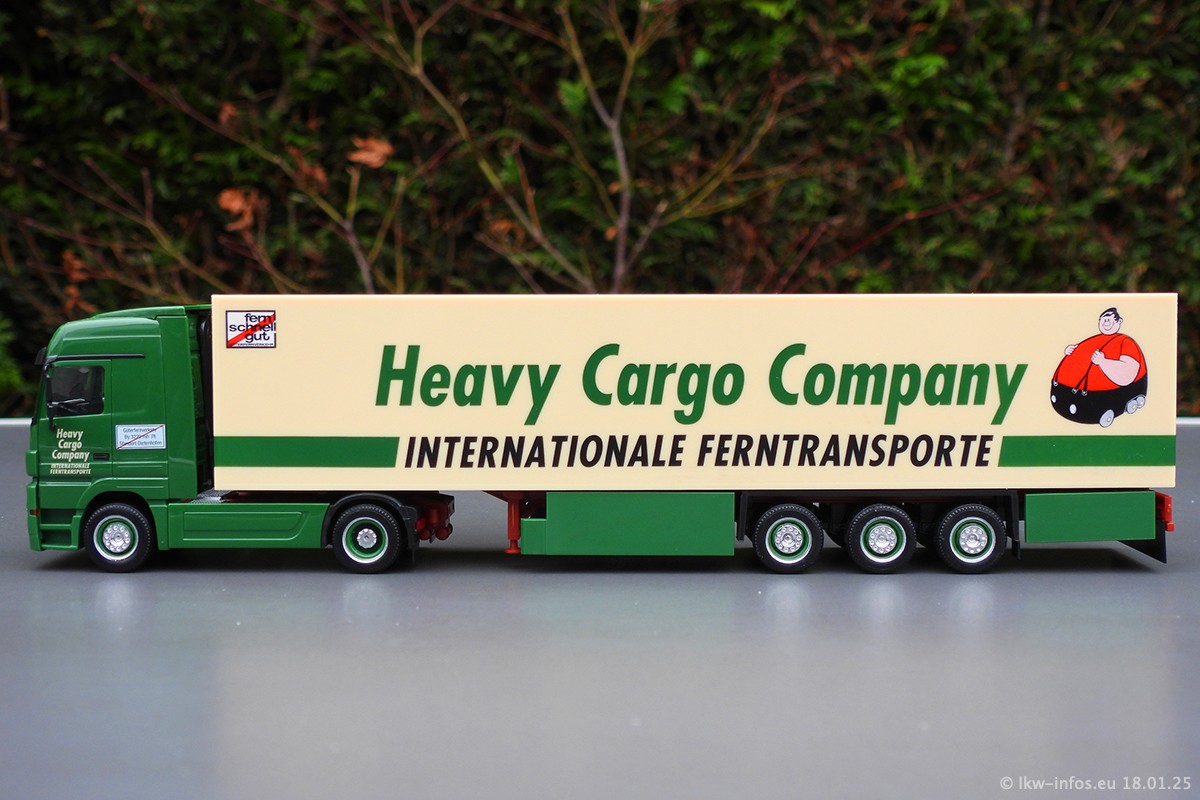 fern
schnell
gut
Heavy Cargo Company
INTERNATIONALE FERNTRANSPORTE
Heavy
Cargo
Company
INTERNATIONALE
FERNTRANSPORTE
© lkw-infos.eu 18.01.25